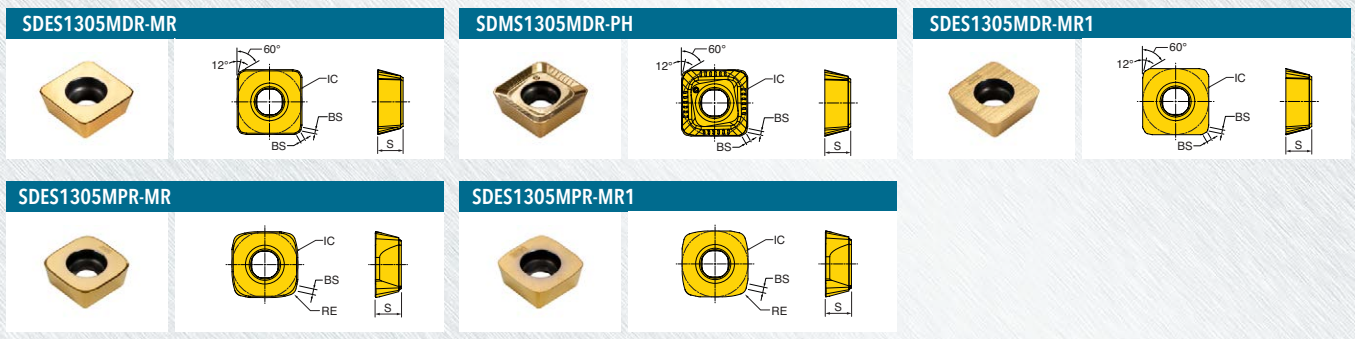 SDES1305MDR-MR
60°
12°
IC
BS
BS
S
SDMS1305MDR-PH
60°
12°
IC
BS
BS
S
SDES1305MDR-MR1
60°
12°
IC
BS
BS
S
SDES1305MPR-MR
IC
BS
RE
S
SDES1305MPR-MR1
IC
BS
RE
S